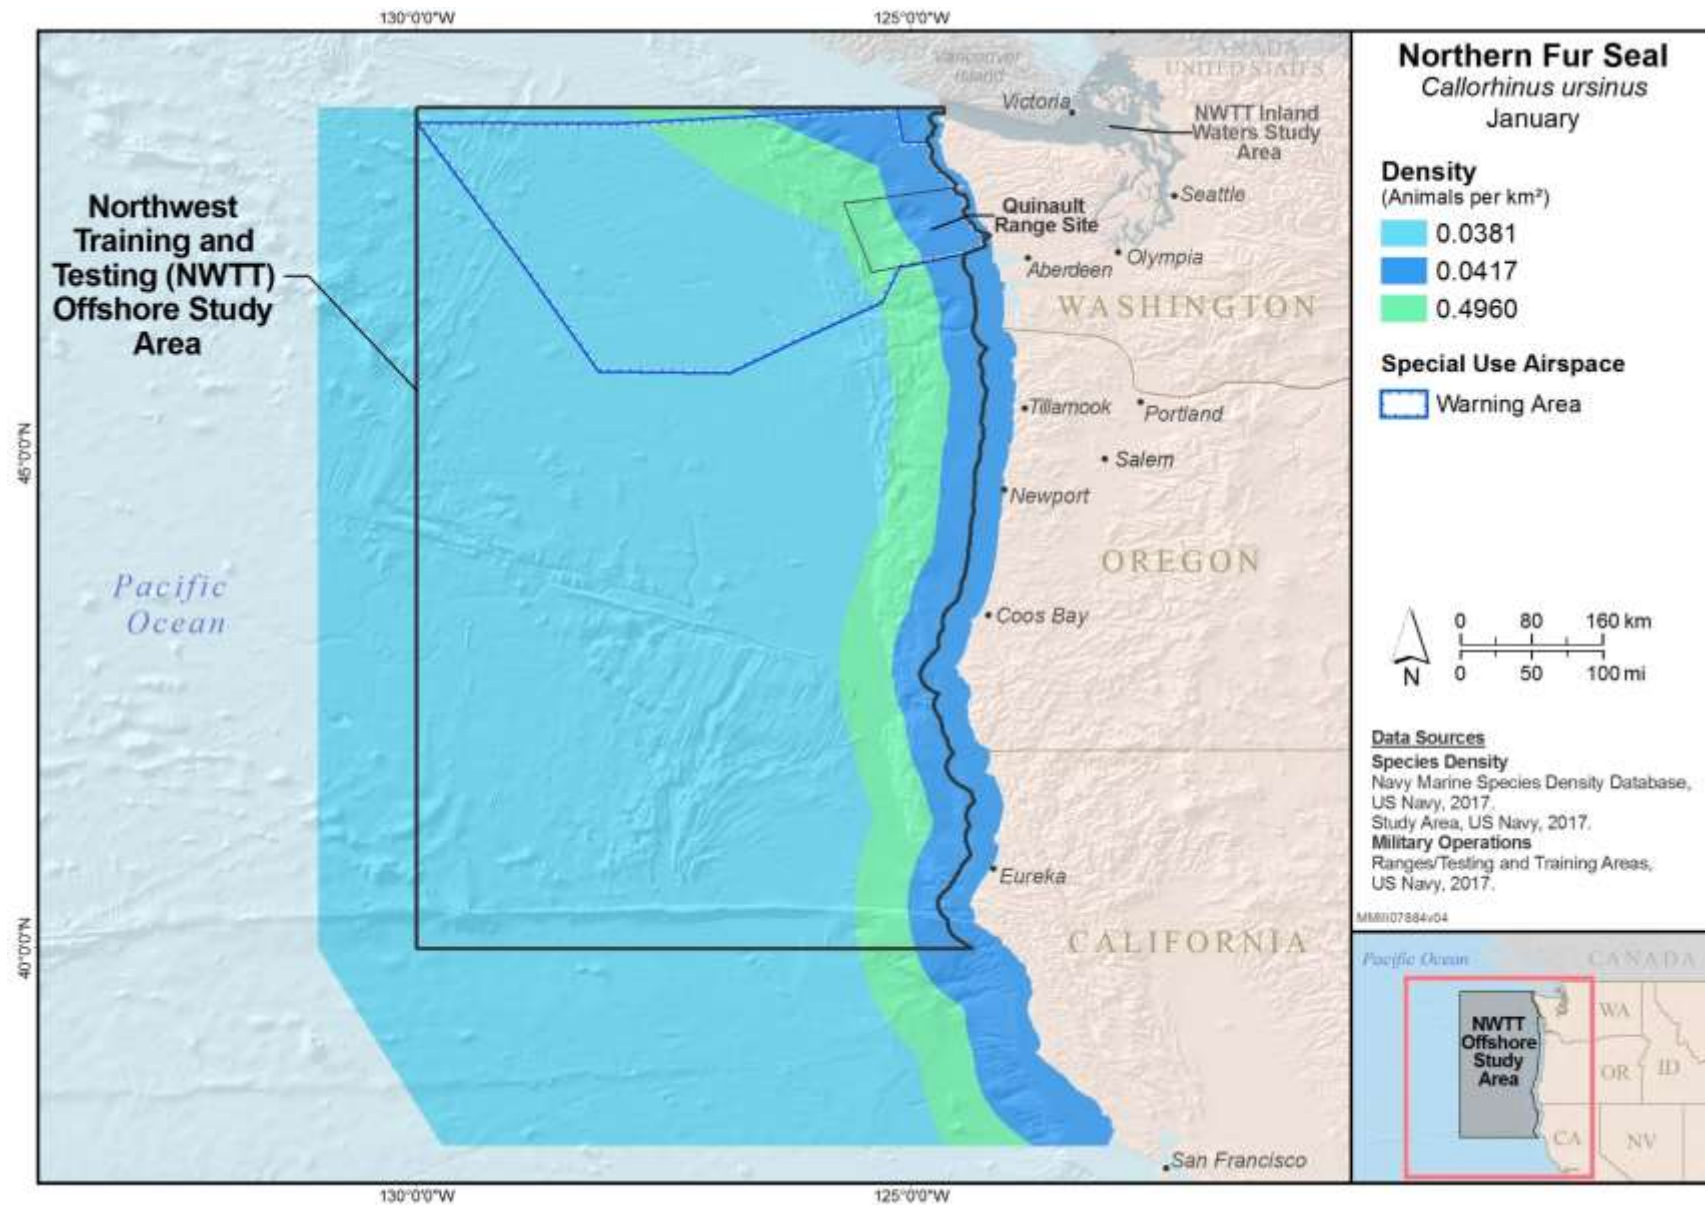 130°0'0"W
125°0'0"W
Northern Fur Seal
Callorhinus ursinus
January
Density
(Animals per km²)
0.0381
0.0417
0.4960
Special Use Airspace
Warning Area
0 80 160 km
0 50 100 mi
N
Data Sources
Species Density
Navy Marine Species Density Database,
US Navy, 2017.
Study Area, US Navy, 2017.
Military Operations
Ranges/Testing and Training Areas,
US Navy, 2017.
Vancouver
Island
CANADA
UNITED STATES
Victoria
NWTT Inland
Waters Study
Area
Seattle
Northwest
Training and
Testing (NWTT)
Offshore Study
Area
Quinault
Range Site
Aberdeen
Olympia
WASHINGTON
Tillamook
Portland
45°0'0"N
Salem
Newport
OREGON
Pacific
Ocean
Coos Bay
Eureka
40°0'0"N
CALIFORNIA
San Francisco
130°0'0"W
125°0'0"W
Pacific Ocean
CANADA
NWTT
Offshore
Study
Area
WA
OR
ID
CA
NV